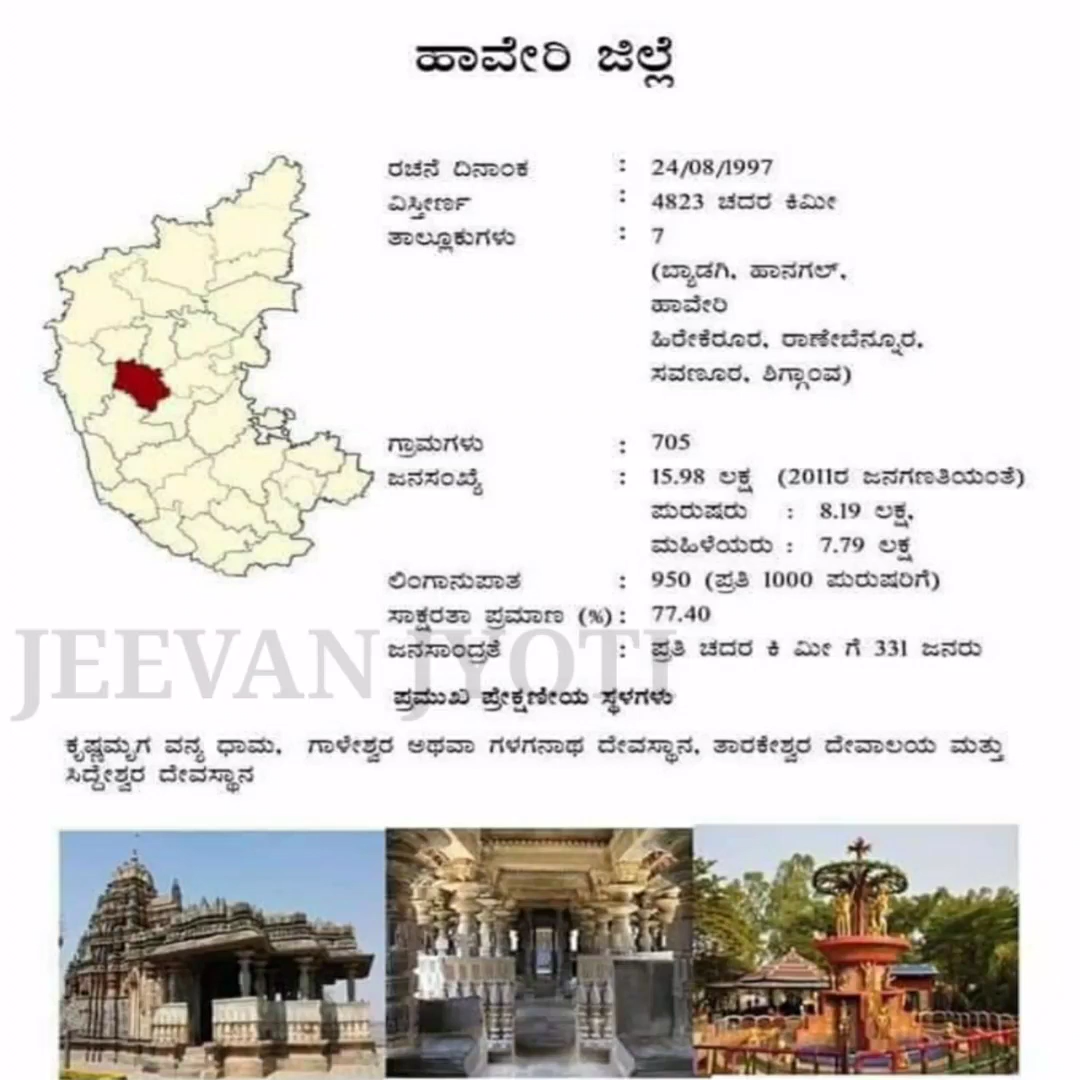 ಹಾವೇರಿ ಜಿಲ್ಲೆ
ರಚನೆ ದಿನಾಂಕ : 24/08/1997
ವಿಸ್ತೀರ್ಣ : 4823 ಚದರ ಕಿಮೀ
ತಾಲ್ಲೂಕುಗಳು : 7
(ಬ್ಯಾಡಗಿ, ಹಾನಗಲ್,
ಹಾವೇರಿ
ಹಿರೇಕೆರೂರ, ರಾಣೇಬೆನ್ನೂರ,
ಸವಣೂರ, ಶಿಗ್ಗಾಂವ)
ಗ್ರಾಮಗಳು : 705
ಜನಸಂಖ್ಯೆ : 15.98 ಲಕ್ಷ (2011ರ ಜನಗಣತಿಯಂತೆ)
ಪುರುಷರು : 8.19 ಲಕ್ಷ,
ಮಹಿಳೆಯರು : 7.79 ಲಕ್ಷ
ಲಿಂಗಾನುಪಾತ : 950 (ಪ್ರತಿ 1000 ಪುರುಷರಿಗೆ)
ಸಾಕ್ಷರತಾ ಪ್ರಮಾಣ (%) : 77.40
ಜನಸಾಂದ್ರತೆ : ಪ್ರತಿ ಚದರ ಕಿ ಮೀ ಗೆ 331 ಜನರು
JEEVAN JYOTI
ಪ್ರಮುಖ ಪ್ರೇಕ್ಷಣೀಯ ಸ್ಥಳಗಳು
ಕೃಷ್ಣಮೃಗ ವನ್ಯ ಧಾಮ, ಗಾಳೇಶ್ವರ ಅಥವಾ ಗಳಗನಾಥ ದೇವಸ್ಥಾನ, ತಾರಕೇಶ್ವರ ದೇವಾಲಯ ಮತ್ತು
ಸಿದ್ದೇಶ್ವರ ದೇವಸ್ಥಾನ